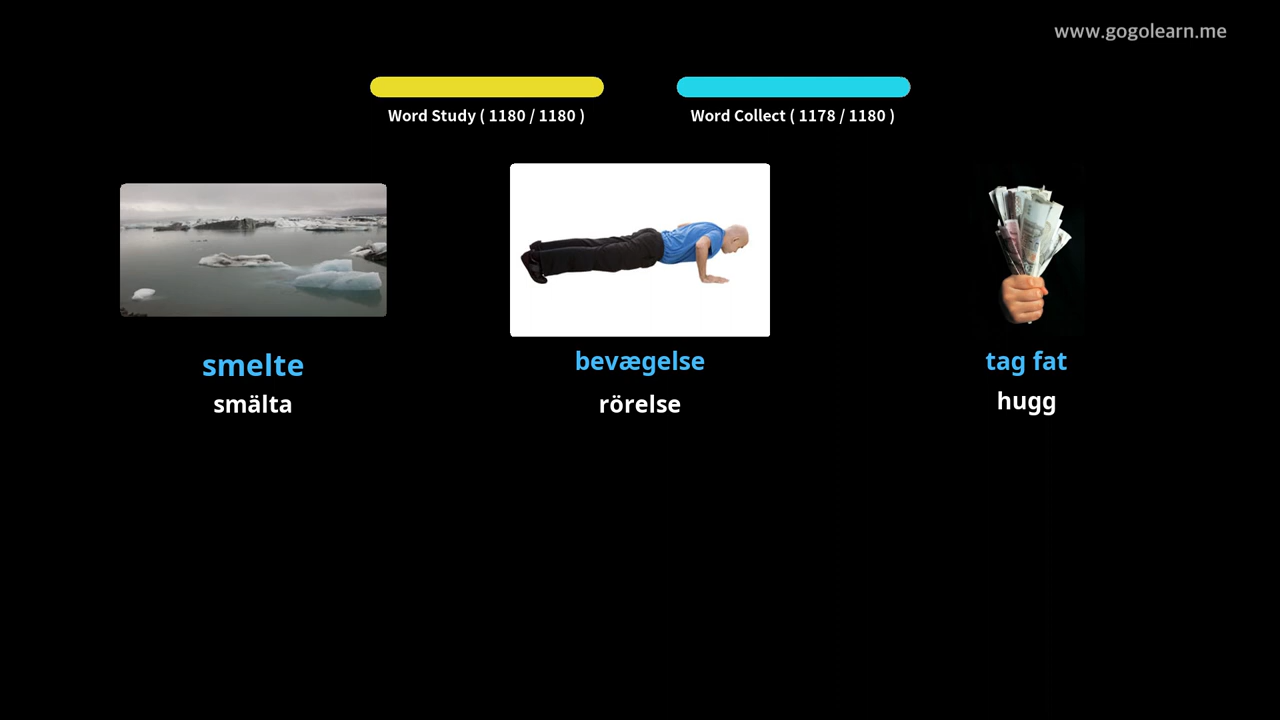 www.gogolearn.me
Word Study ( 1180 / 1180 )
Word Collect ( 1178 / 1180 )
smelte
smälta
bevægelse
rörelse
tag fat
hugg